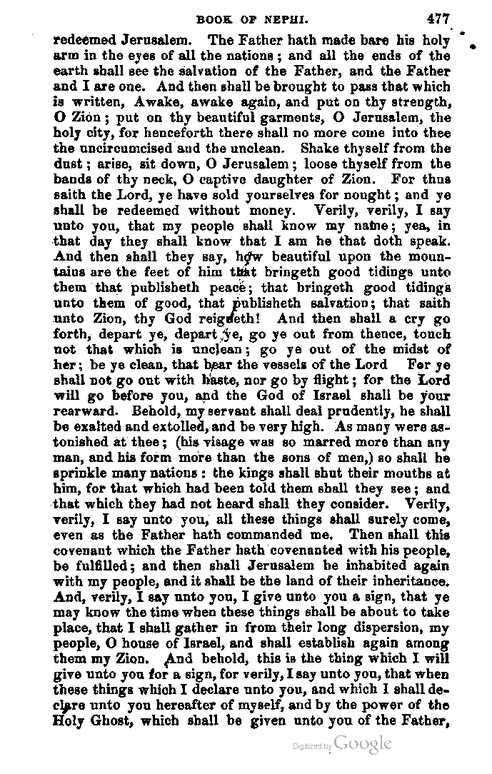 BOOK OF NEPHI. 477
redeemed Jerusalem. The Father hath made bare his holy
arm in the eyes of all the nations; and all the ends of the
earth shall see the salvation of the Father, and the Father
and I are one. And then shall be brought to pass that which
is written, Awake, awake again, and put on thy strength,
O Zion; put on thy beautiful garments, O Jerusalem, the
holy city, for henceforth there shall no more come into thee
the uncircumcised and the unclean. Shake thyself from the
dust; arise, sit down, O Jerusalem; loose thyself from the
bands of thy neck, O captive daughter of Zion. For thus
saith the Lord, ye have sold yourselves for nought; and ye
shall be redeemed without money. Verily, verily, I say
unto you, that my people shall know my name; yea, in
that day they shall know that I am he that doth speak.
And then shall they say, how beautiful upon the moun-
tains are the feet of him that bringeth good tidings unto
them that publisheth peace; that bringeth good tidings
unto them of good, that publisheth salvation; that saith
unto Zion, thy God reigneth! And then shall a cry go
forth, depart ye, depart ye, go ye out from thence, touch
not that which is unclean; go ye out of the midst of
her; be ye clean, that bear the vessels of the Lord For ye
shall not go out with haste, nor go by flight; for the Lord
will go before you, and the God of Israel shall be your
rearward. Behold, my servant shall deal prudently, he shall
be exalted and extolled, and be very high. As many were as-
tonished at thee; (his visage was so marred more than any
man, and his form more than the sons of men,) so shall he
sprinkle many nations: the kings shall shut their mouths at
him, for that which had been told them shall they see; and
that which they had not heard shall they consider. Verily,
verily, I say unto you, all these things shall surely come,
even as the Father hath commanded me. Then shall this
covenant which the Father hath covenanted with his people,
be fulfilled; and then shall Jerusalem be inhabited again
with my people, and it shall be the land of their inheritance.
And, verily, I say unto you, I give unto you a sign, that ye
may know the time when these things shall be about to take
place, that I shall gather in from their long dispersion, my
people, O house of Israel, and shall establish again among
them my Zion. And behold, this is the thing which I will
give unto you for a sign, for verily, I say unto you, that when
these things which I declare unto you, and which I shall de-
clare unto you hereafter of myself, and by the power of the
Holy Ghost, which shall be given unto you of the Father,
Digitized by Google